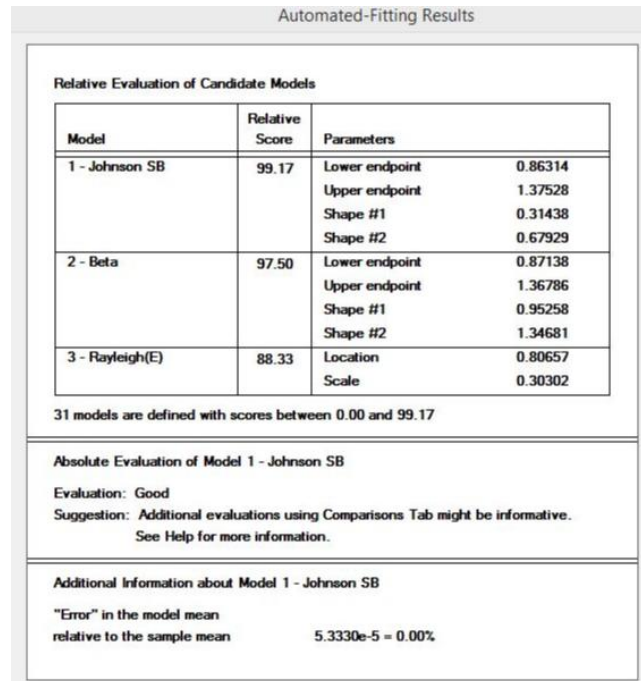 Automated-Fitting Results
Relative Evaluation of Candidate Models
Model Relative Score Parameters
1 - Johnson SB 99.17 Lower endpoint 0.86314
Upper endpoint 1.37528
Shape #1 0.31438
Shape #2 0.67929
2 - Beta 97.50 Lower endpoint 0.87138
Upper endpoint 1.36786
Shape #1 0.95258
Shape #2 1.34681
3 - Rayleigh(E) 88.33 Location 0.80657
Scale 0.30302
31 models are defined with scores between 0.00 and 99.17
Absolute Evaluation of Model 1 - Johnson SB
Evaluation: Good
Suggestion: Additional evaluations using Comparisons Tab might be informative.
See Help for more information.
Additional Information about Model 1 - Johnson SB
"Error" in the model mean
relative to the sample mean 5.3330e-5 = 0.00%